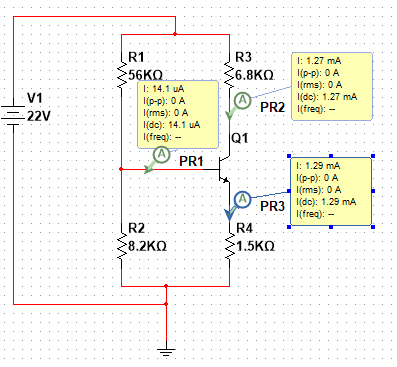 R1
56KΩ
R3
6.8KΩ
I: 1.27 mA
I(p-p): 0 A
I(rms): 0 A
I(dc): 1.27 mA
I(freq): --
A
PR2
V1
22V
I: 14.1 uA
I(p-p): 0 A
I(rms): 0 A
I(dc): 14.1 uA
I(freq): --
Q1
A
PR1
I: 1.29 mA
I(p-p): 0 A
I(rms): 0 A
I(dc): 1.29 mA
I(freq): --
A
PR3
R2
8.2KΩ
R4
1.5KΩ